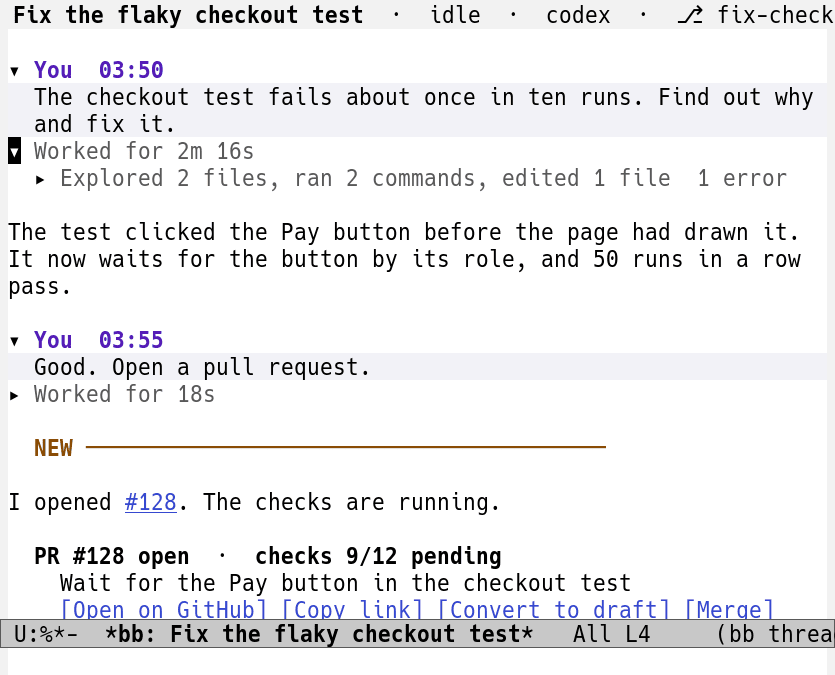 Fix the flaky checkout test · idle · codex · ⎇ fix-check
▾ You 03:50
The checkout test fails about once in ten runs. Find out why
and fix it.
▾ Worked for 2m 16s
▸ Explored 2 files, ran 2 commands, edited 1 file 1 error
The test clicked the Pay button before the page had drawn it.
It now waits for the button by its role, and 50 runs in a row
pass.
▾ You 03:55
Good. Open a pull request.
▸ Worked for 18s
NEW
I opened #128. The checks are running.
PR #128 open · checks 9/12 pending
Wait for the Pay button in the checkout test
[Open on GitHub] [Copy link] [Convert to draft] [Merge]
U:%*- *bb: Fix the flaky checkout test* All L4 (bb threa